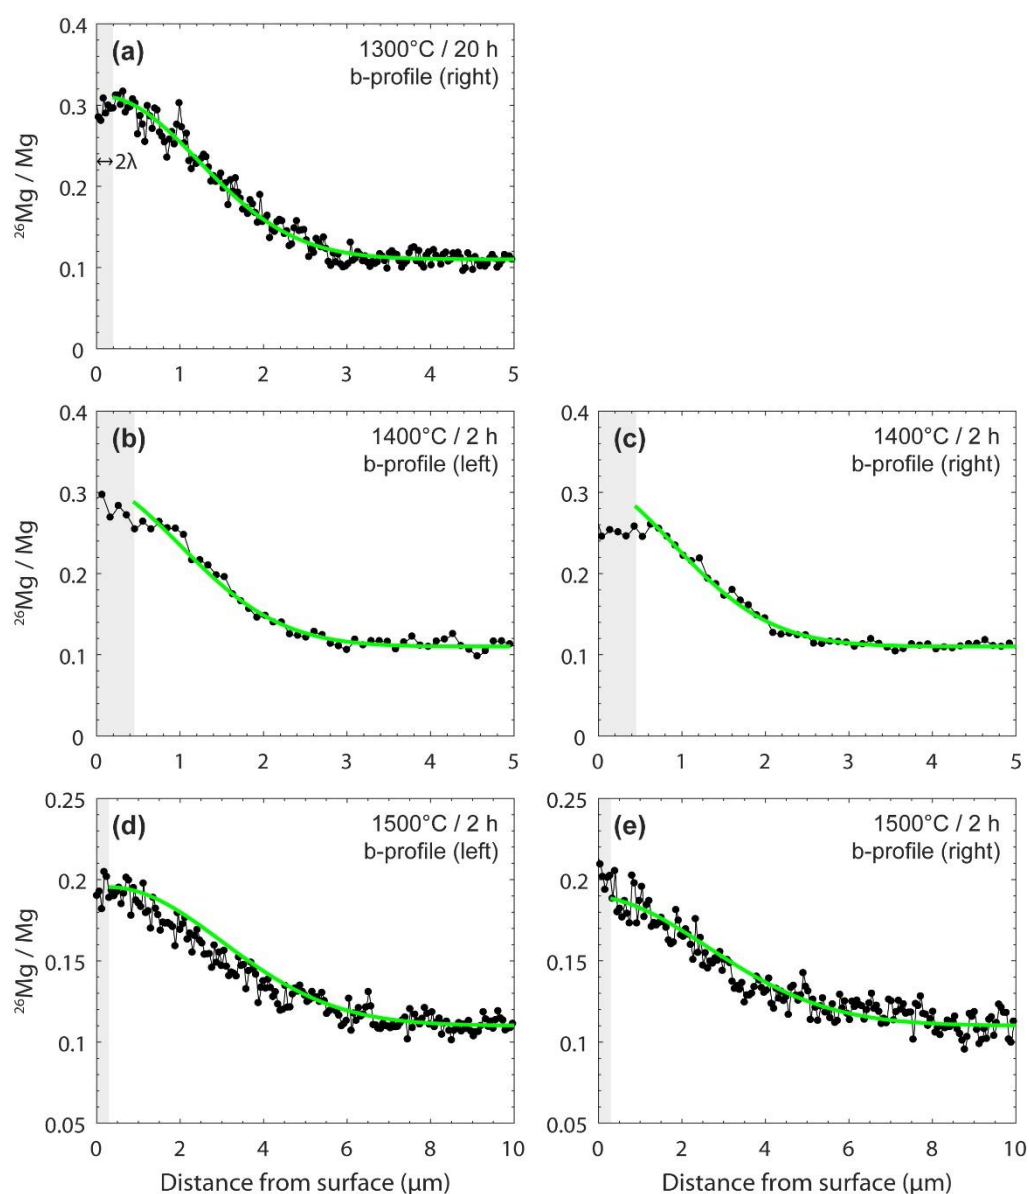 (a)
1300°C / 20 h
b-profile (right)
0.4
0.3
0.2
0.1
0
²⁶Mg / Mg
↔2λ
0 1 2 3 4 5
(b)
1400°C / 2 h
b-profile (left)
0.4
0.3
0.2
0.1
0
²⁶Mg / Mg
0 1 2 3 4 5
(c)
1400°C / 2 h
b-profile (right)
0.4
0.3
0.2
0.1
0
0 1 2 3 4 5
(d)
1500°C / 2 h
b-profile (left)
0.25
0.2
0.15
0.1
0.05
²⁶Mg / Mg
0 2 4 6 8 10
Distance from surface (μm)
(e)
1500°C / 2 h
b-profile (right)
0.25
0.2
0.15
0.1
0.05
0 2 4 6 8 10
Distance from surface (μm)